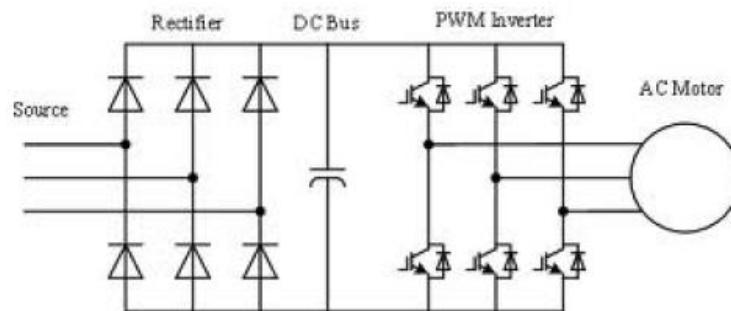 Rectifier
DC Bus
PWM Inverter
Source
AC Motor